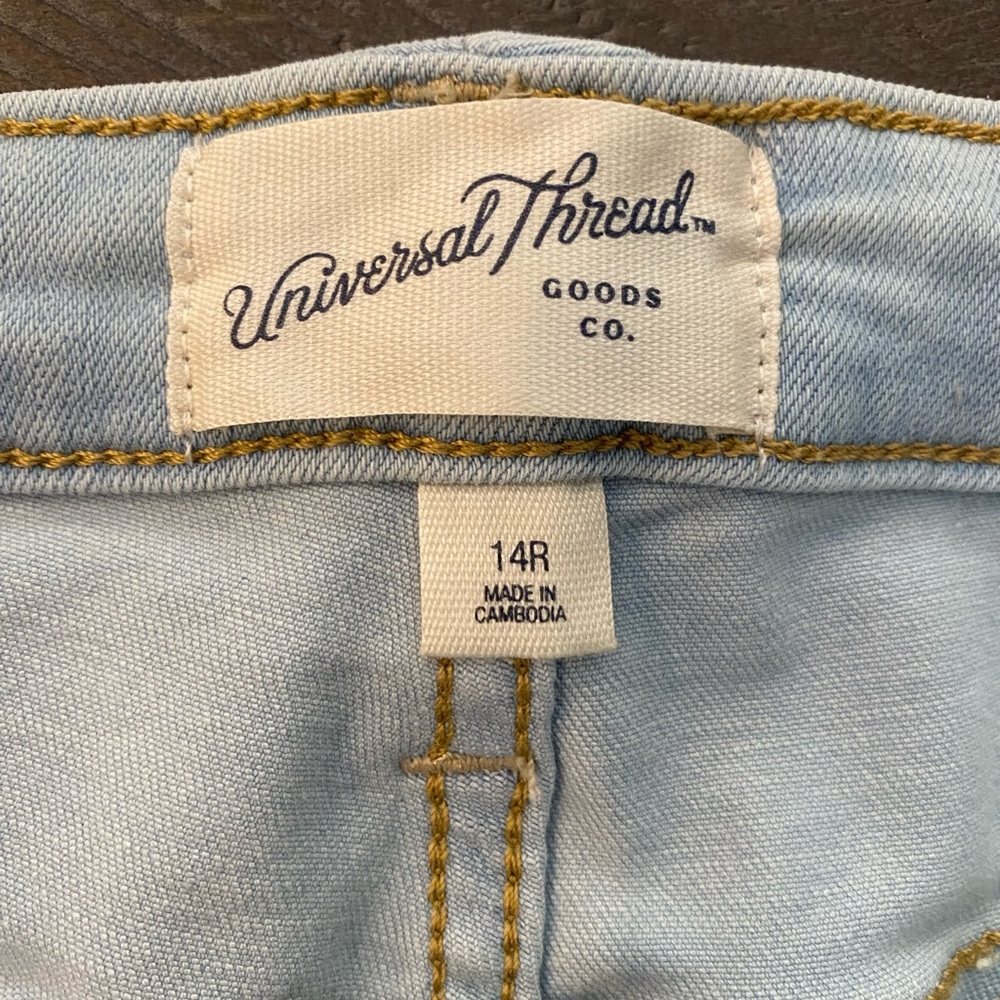 Universal Thread™
GOODS
CO.
14R
MADE IN
CAMBODIA